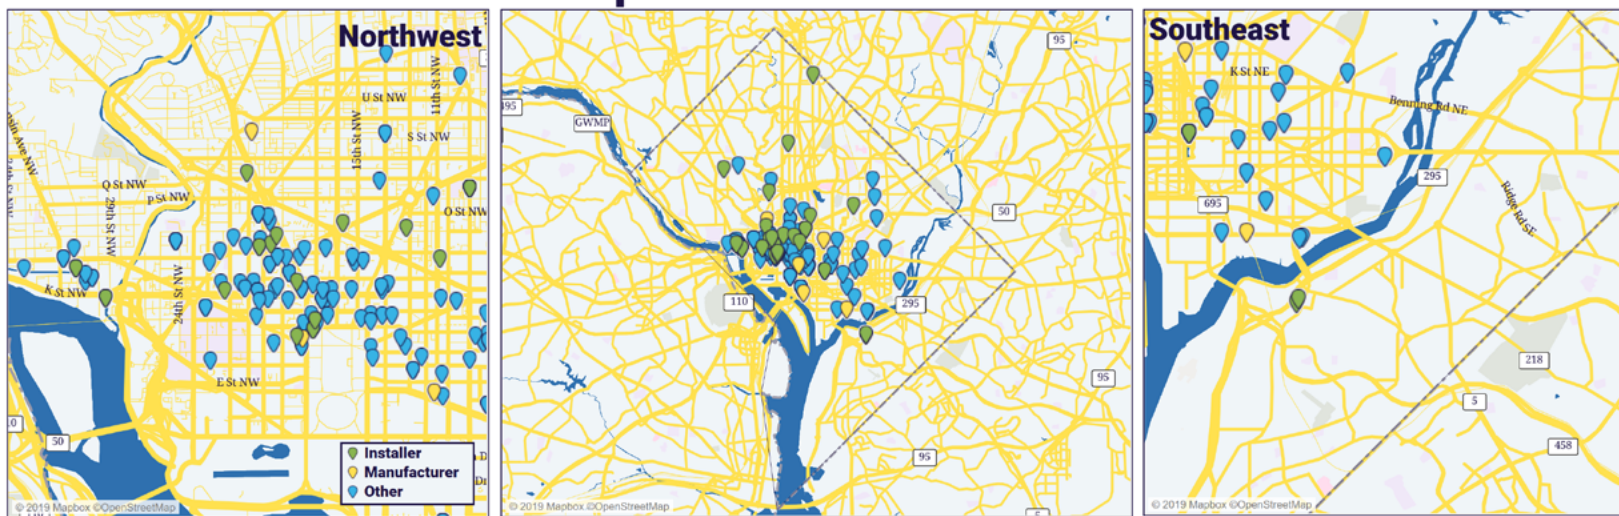 Northwest
11th St NW
U St NW
15th St NW
S St NW
Q St NW
P St NW
29th St NW
O St NW
K St NW
24th St NW
E St NW
50
Installer
Manufacturer
Other
© 2019 Mapbox ©OpenStreetMap
95
495
GWMP
50
110
295
95
95
5
© 2019 Mapbox ©OpenStreetMap
Southeast
K St NE
Benning Rd NE
295
695
Ridge Rd SE
218
5
458
© 2019 Mapbox ©OpenStreetMap